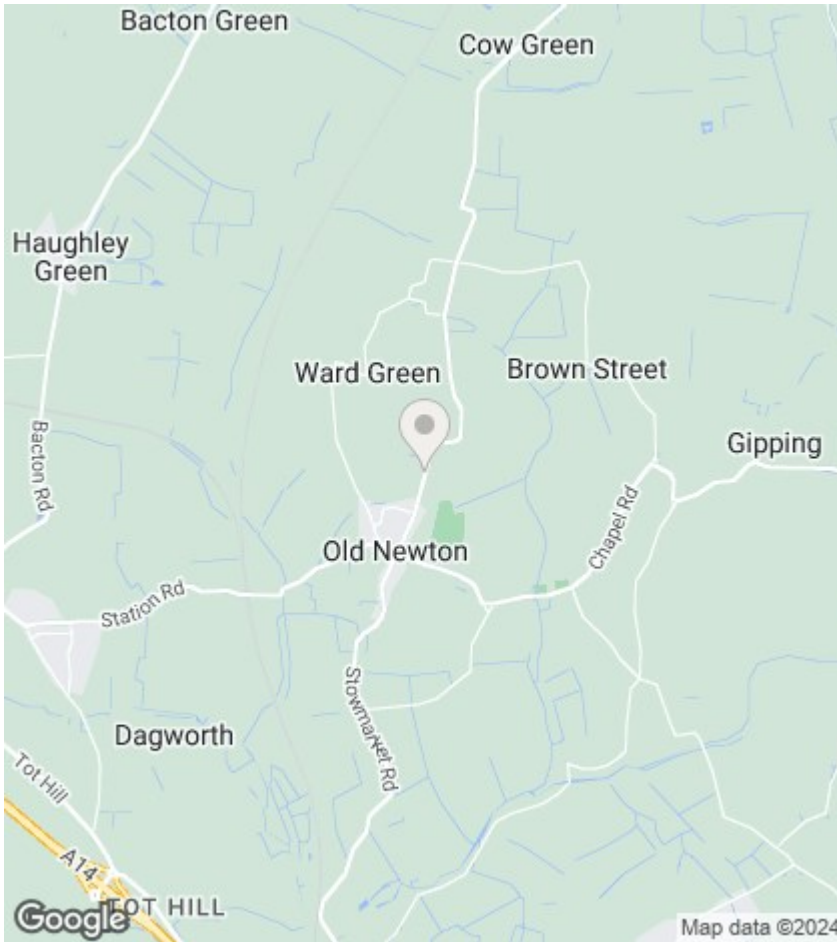 Bacton Green
Cow Green
Haughley
Green
Ward Green
Brown Street
Bacton Rd
Gipping
Chapel Rd
Old Newton
Station Rd
Stowmarket Rd
Dagworth
Tot Hill
A14
TOT HILL
Google
Map data ©2024